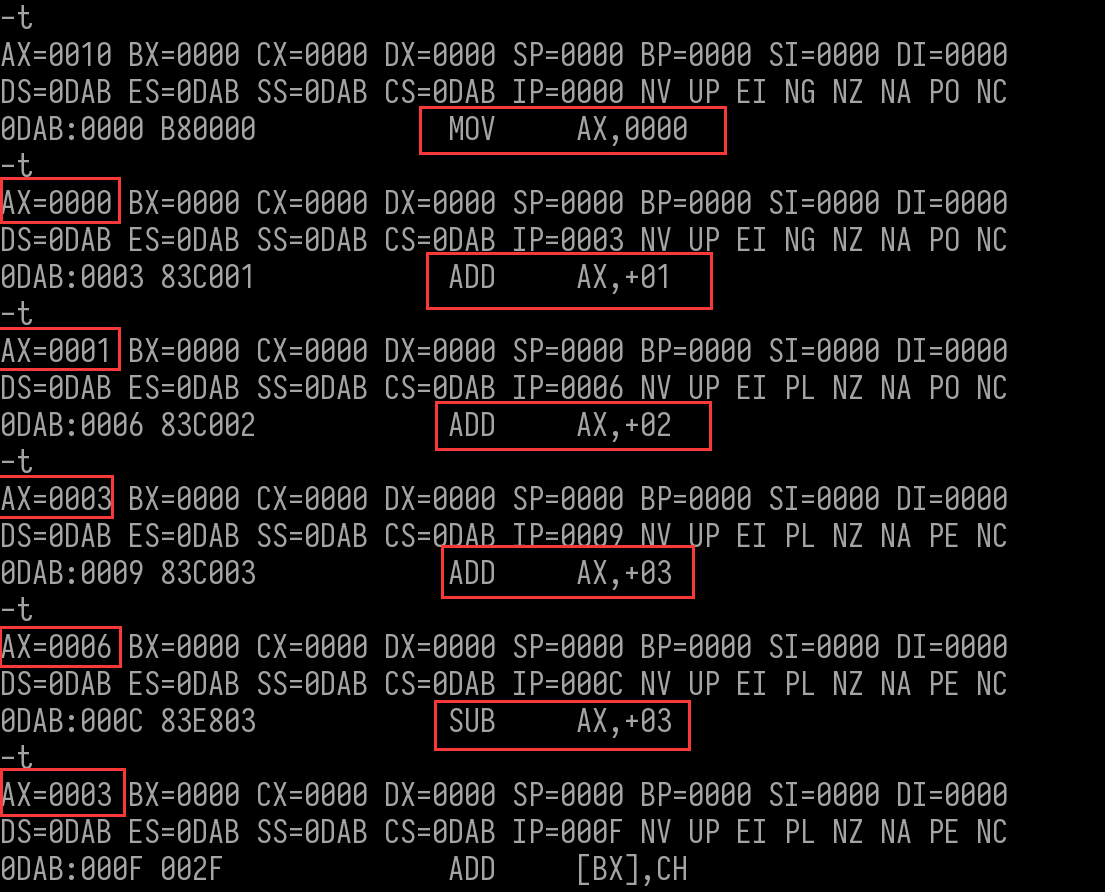 -t
AX=0010 BX=0000 CX=0000 DX=0000 SP=0000 BP=0000 SI=0000 DI=0000
DS=0DAB ES=0DAB SS=0DAB CS=0DAB IP=0000 NV UP EI NG NZ NA PO NC
0DAB:0000 B80000 MOV AX,0000
-t
AX=0000 BX=0000 CX=0000 DX=0000 SP=0000 BP=0000 SI=0000 DI=0000
DS=0DAB ES=0DAB SS=0DAB CS=0DAB IP=0003 NV UP EI NG NZ NA PO NC
0DAB:0003 83C001 ADD AX,+01
-t
AX=0001 BX=0000 CX=0000 DX=0000 SP=0000 BP=0000 SI=0000 DI=0000
DS=0DAB ES=0DAB SS=0DAB CS=0DAB IP=0006 NV UP EI PL NZ NA PO NC
0DAB:0006 83C002 ADD AX,+02
-t
AX=0003 BX=0000 CX=0000 DX=0000 SP=0000 BP=0000 SI=0000 DI=0000
DS=0DAB ES=0DAB SS=0DAB CS=0DAB IP=0009 NV UP EI PL NZ NA PE NC
0DAB:0009 83C003 ADD AX,+03
-t
AX=0006 BX=0000 CX=0000 DX=0000 SP=0000 BP=0000 SI=0000 DI=0000
DS=0DAB ES=0DAB SS=0DAB CS=0DAB IP=000C NV UP EI PL NZ NA PE NC
0DAB:000C 83E803 SUB AX,+03
-t
AX=0003 BX=0000 CX=0000 DX=0000 SP=0000 BP=0000 SI=0000 DI=0000
DS=0DAB ES=0DAB SS=0DAB CS=0DAB IP=000F NV UP EI PL NZ NA PE NC
0DAB:000F 002F ADD [BX],CH